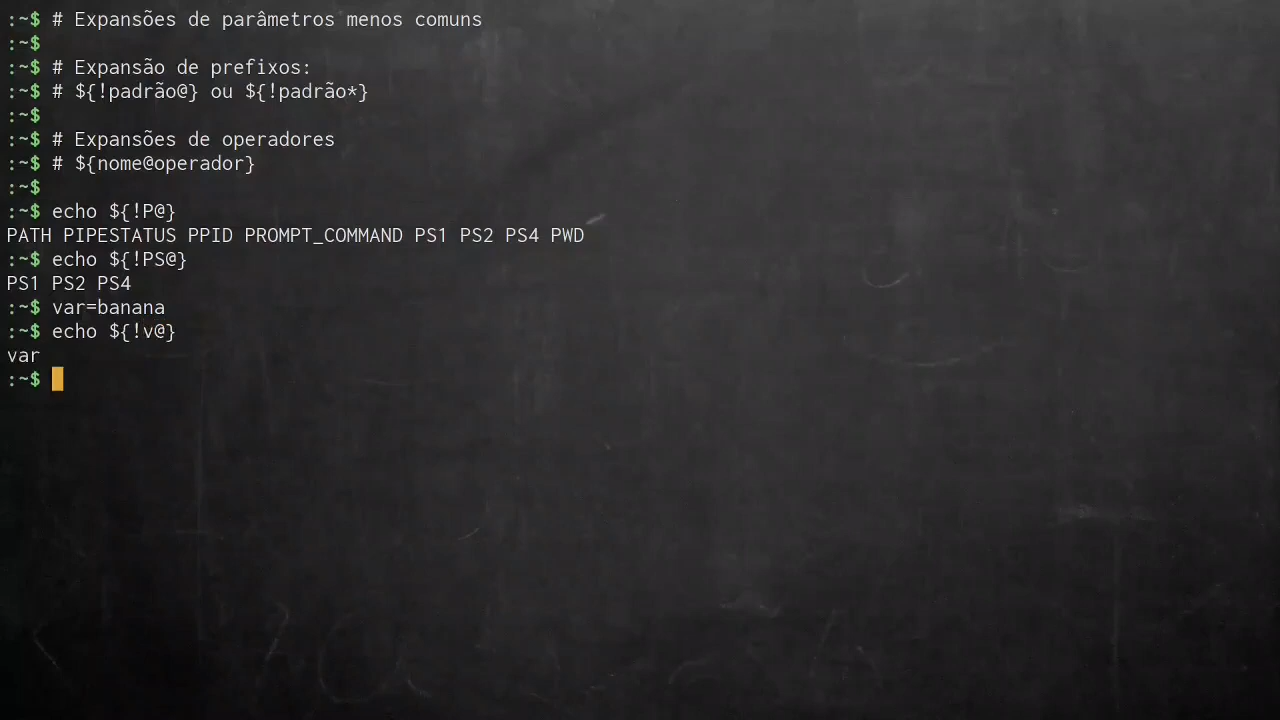 :~$ # Expansões de parâmetros menos comuns
:~$
:~$ # Expansão de prefixos:
:~$ # ${!padrão@} ou ${!padrão*}
:~$
:~$ # Expansões de operadores
:~$ # ${nome@operador}
:~$
:~$ echo ${!P@}
PATH PIPESTATUS PPID PROMPT_COMMAND PS1 PS2 PS4 PWD
:~$ echo ${!PS@}
PS1 PS2 PS4
:~$ var=banana
:~$ echo ${!v@}
var
:~$